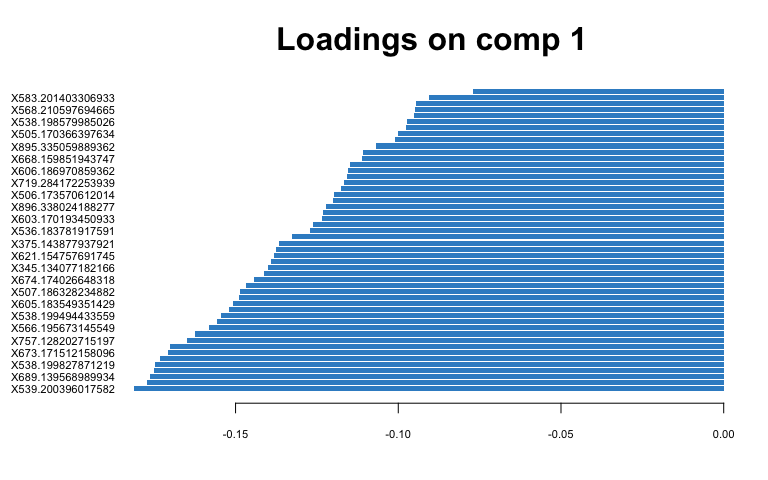 Loadings on comp 1
X583.201403306933
X568.210597694665
X538.198579985026
X505.170366397634
X895.335059889362
X668.159851943747
X606.186970859362
X719.284172253939
X506.173570612014
X896.338024188277
X603.170193450933
X536.183781917591
X375.143877937921
X621.154757691745
X345.134077182166
X674.174026648318
X507.186328234882
X605.183549351429
X538.199494433559
X566.195673145549
X757.128202715197
X673.171512158096
X538.199827871219
X689.139568989934
X539.200396017582
-0.15 -0.10 -0.05 0.00